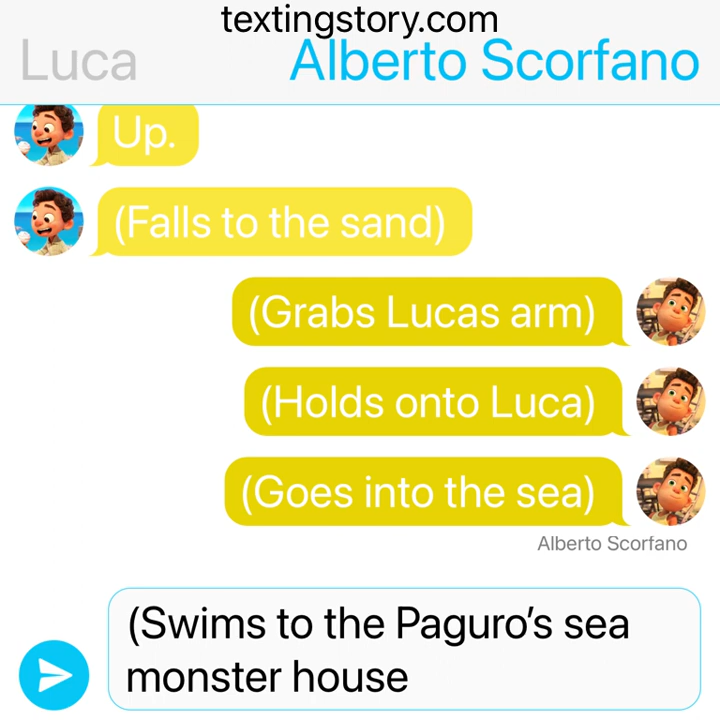 textingstory.com
Luca
Alberto Scorfano
Up.
(Falls to the sand)
(Grabs Lucas arm)
(Holds onto Luca)
(Goes into the sea)
Alberto Scorfano
(Swims to the Paguro’s sea
monster house